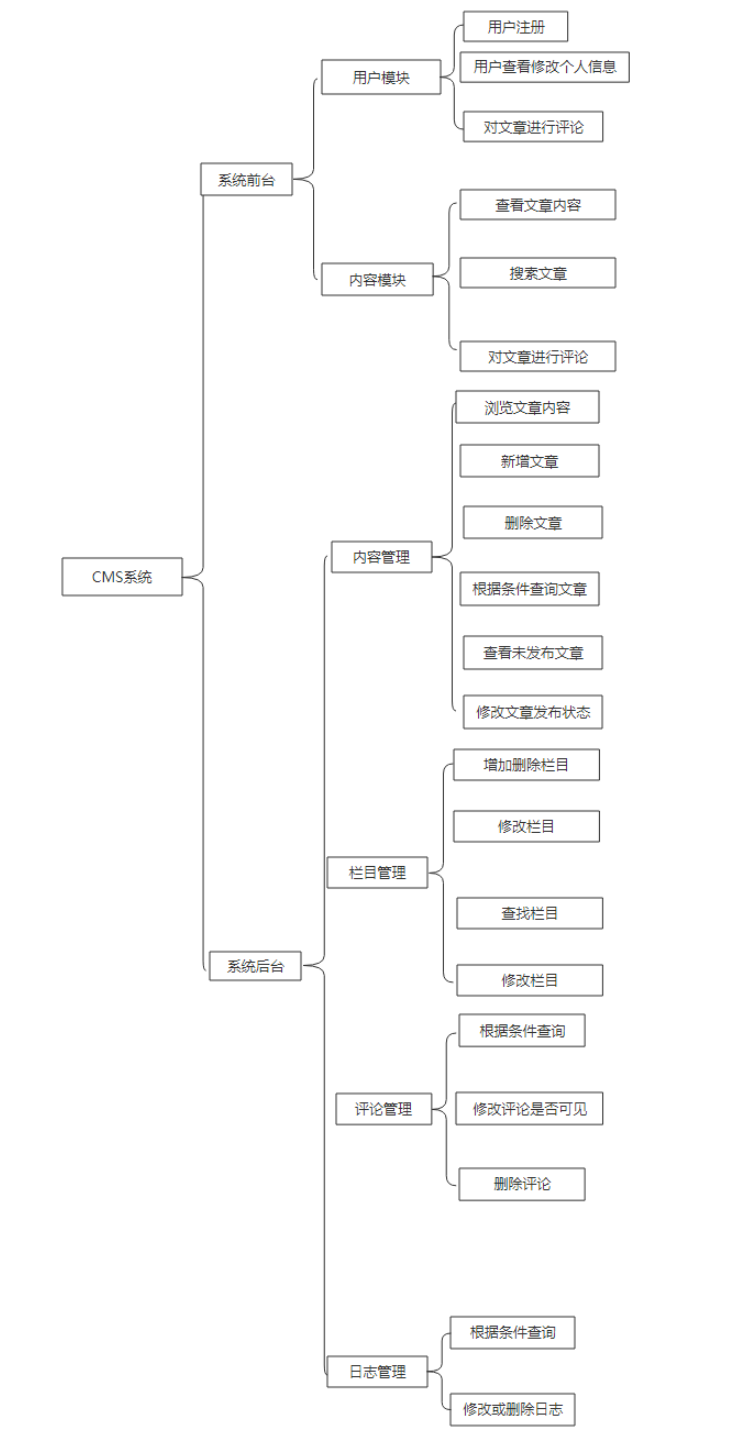 用户注册
用户模块
用户查看修改个人信息
对文章进行评论
系统前台
查看文章内容
内容模块
搜索文章
对文章进行评论
浏览文章内容
新增文章
删除文章
内容管理
CMS系统
根据条件查询文章
查看未发布文章
修改文章发布状态
增加删除栏目
修改栏目
栏目管理
查找栏目
系统后台
修改栏目
根据条件查询
评论管理
修改评论是否可见
删除评论
根据条件查询
日志管理
修改或删除日志